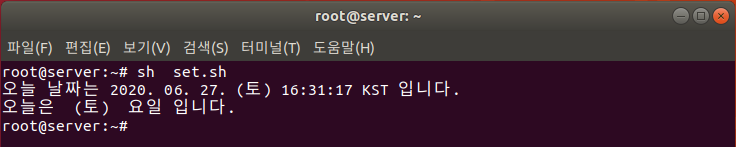 root@server: ~
파일(F) 편집(E) 보기(V) 검색(S) 터미널(T) 도움말(H)
root@server:~# sh  set.sh
오늘 날짜는 2020. 06. 27. (토) 16:31:17 KST 입니다.
오늘은  (토)  요일 입니다.
root@server:~#